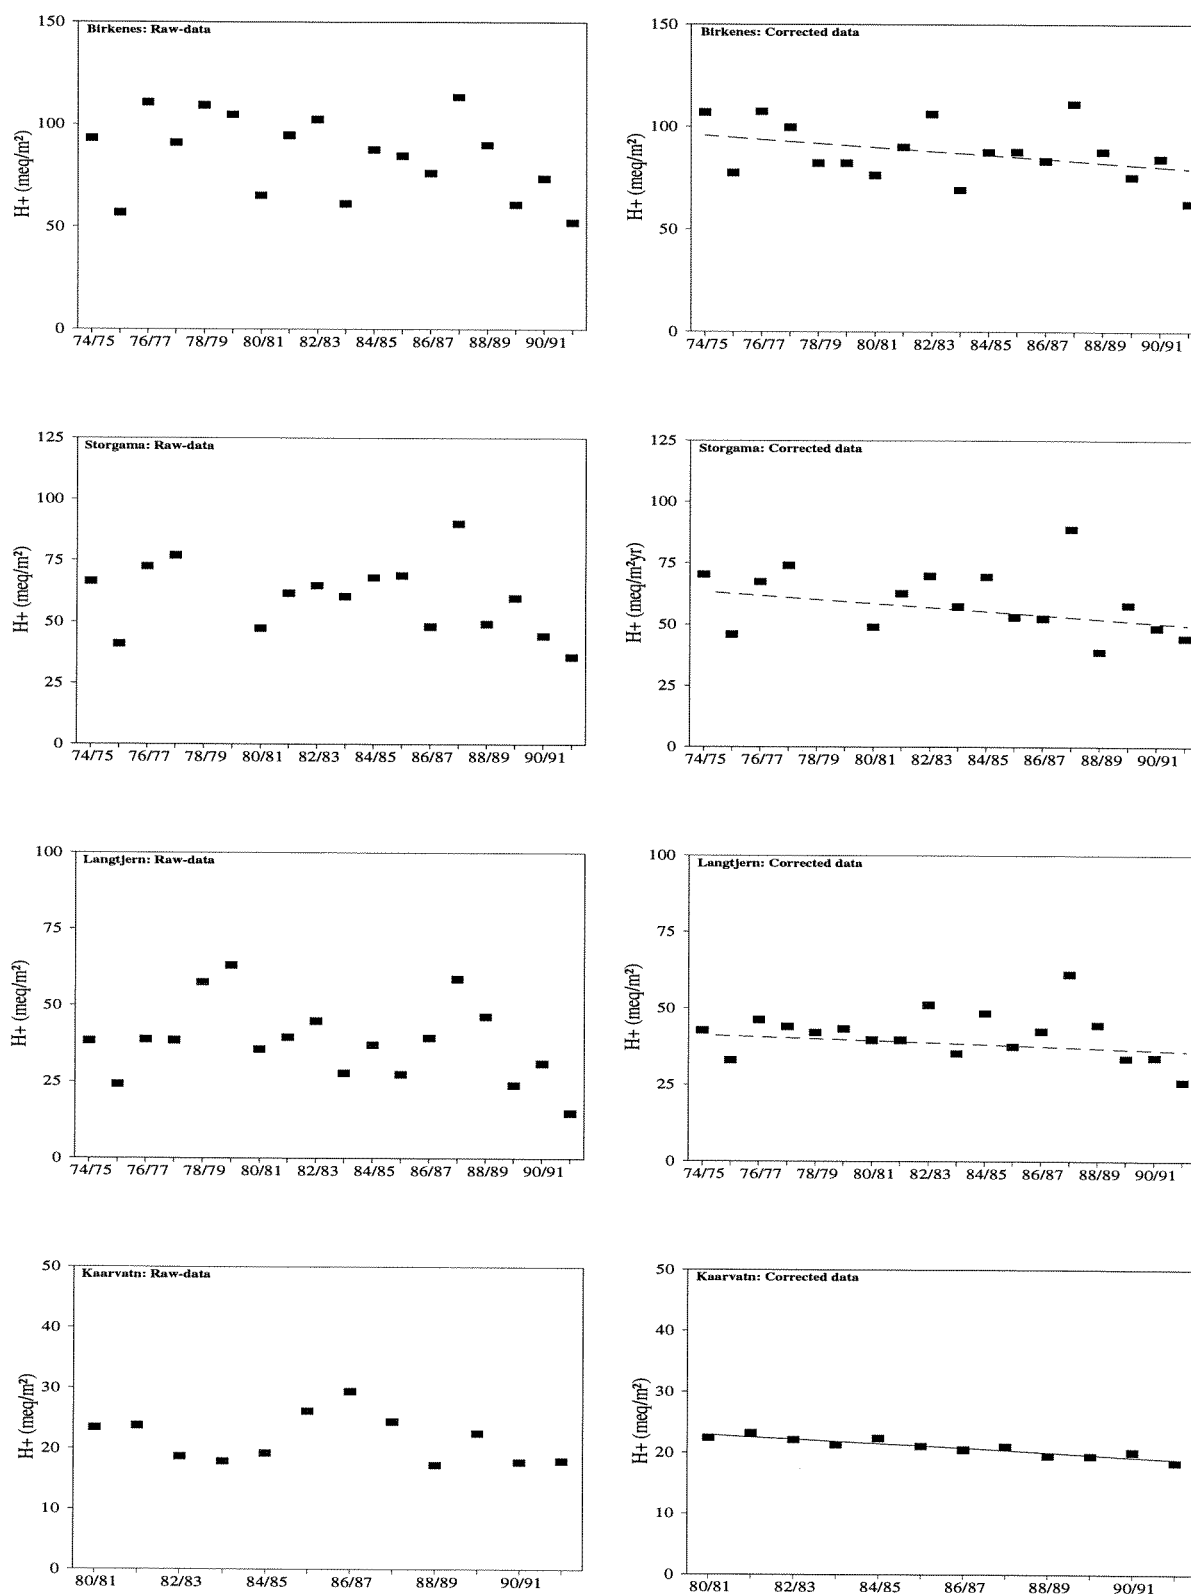 Birkenes: Raw-data
150
100
50
0
H+ (meq/m²)
74/75 76/77 78/79 80/81 82/83 84/85 86/87 88/89 90/91
Birkenes: Corrected data
150
100
50
0
H+ (meq/m²)
74/75 76/77 78/79 80/81 82/83 84/85 86/87 88/89 90/91
Storgama: Raw-data
125
100
75
50
25
0
H+ (meq/m²)
74/75 76/77 78/79 80/81 82/83 84/85 86/87 88/89 90/91
Storgama: Corrected data
125
100
75
50
25
0
H+ (meq/m²yr)
74/75 76/77 78/79 80/81 82/83 84/85 86/87 88/89 90/91
Langtjern: Raw-data
100
75
50
25
0
H+ (meq/m²)
74/75 76/77 78/79 80/81 82/83 84/85 86/87 88/89 90/91
Langtjern: Corrected data
100
75
50
25
0
H+ (meq/m²)
74/75 76/77 78/79 80/81 82/83 84/85 86/87 88/89 90/91
Kaarvatn: Raw-data
50
40
30
20
10
0
H+ (meq/m²)
80/81 82/83 84/85 86/87 88/89 90/91
Kaarvatn: Corrected data
50
40
30
20
10
0
H+ (meq/m²)
80/81 82/83 84/85 86/87 88/89 90/91